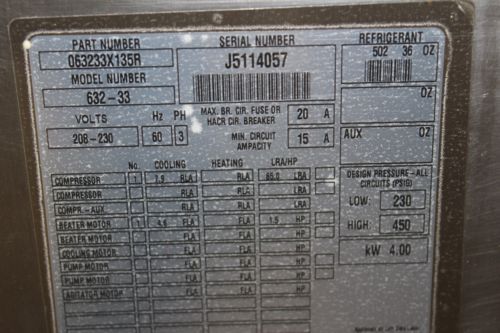 PART NUMBER SERIAL NUMBER REFRIGERANT
063233X135R J5114057 502 36 OZ
MODEL NUMBER
632-33 OZ
VOLTS Hz PH MAX. BR. CIR. FUSE OR HACR CIR. BREAKER 20 A
208-230 60 3 MIN. CIRCUIT AMPACITY 15 A AUX OZ
No COOLING HEATING LRA/HP DESIGN PRESSURE - ALL CIRCUITS (PSIG)
COMPRESSOR 1 7.9 RLA RLA 65.0 LRA
COMPRESSOR RLA RLA LRA LOW: 230
COMPR.-AUX RLA RLA LRA
BEATER MOTOR 1 4.6 FLA FLA 1.5 HP HIGH: 450
BEATER MOTOR FLA FLA HP
COOLING MOTOR FLA FLA HP kW 4.00
PUMP MOTOR FLA FLA HP
PUMP MOTOR FLA FLA HP
AGITATOR MOTOR FLA FLA HP